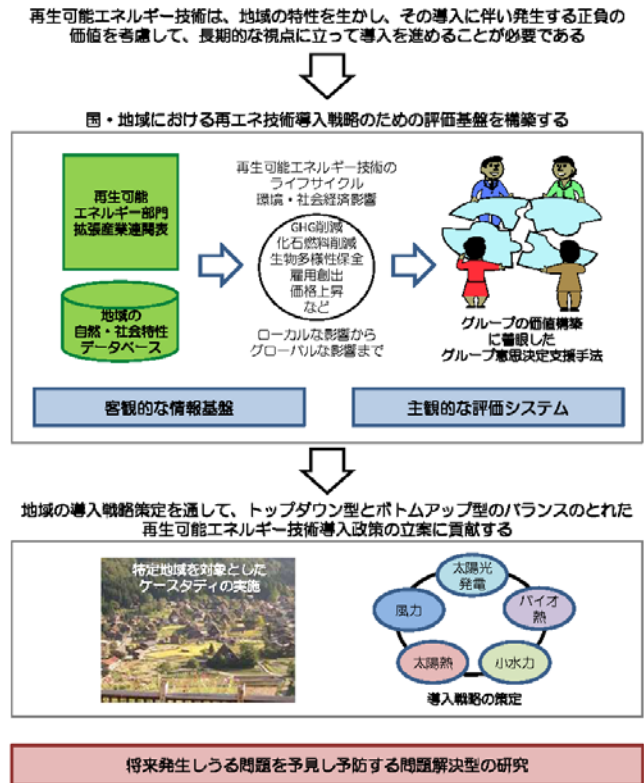 再生可能エネルギー技術は、地域の特性を生かし、その導入に伴い発生する正負の
価値を考慮して、長期的な視点に立って導入を進めることが必要である
国・地域における再エネ技術導入戦略のための評価基盤を構築する
再生可能
エネルギー部門
拡張産業連関表
地域の
自然・社会特性
データベース
再生可能エネルギー技術の
ライフサイクル
環境・社会経済影響
GHG削減
化石燃料削減
生物多様性保全
雇用創出
価格上昇
など
ローカルな影響から
グローバルな影響まで
グループの価値構築
に着眼した
グループ意思決定支援手法
客観的な情報基盤
主観的な評価システム
地域の導入戦略策定を通して、トップダウン型とボトムアップ型のバランスのとれた
再生可能エネルギー技術導入政策の立案に貢献する
特定地域を対象とした
ケースタディの実施
太陽光
発電
風力
バイオ
熱
太陽熱
小水力
導入戦略の策定
将来発生しうる問題を予見し予防する問題解決型の研究